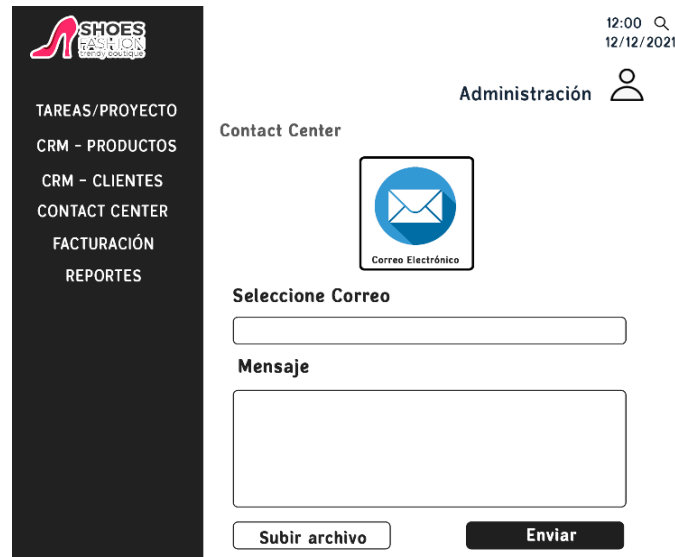 SHOES
FASHION
trendy boutique
12:00
12/12/2021
Administración
TAREAS/PROYECTO
CRM - PRODUCTOS
CRM - CLIENTES
CONTACT CENTER
FACTURACIÓN
REPORTES
Contact Center
Correo Electrónico
Seleccione Correo
Mensaje
Subir archivo
Enviar